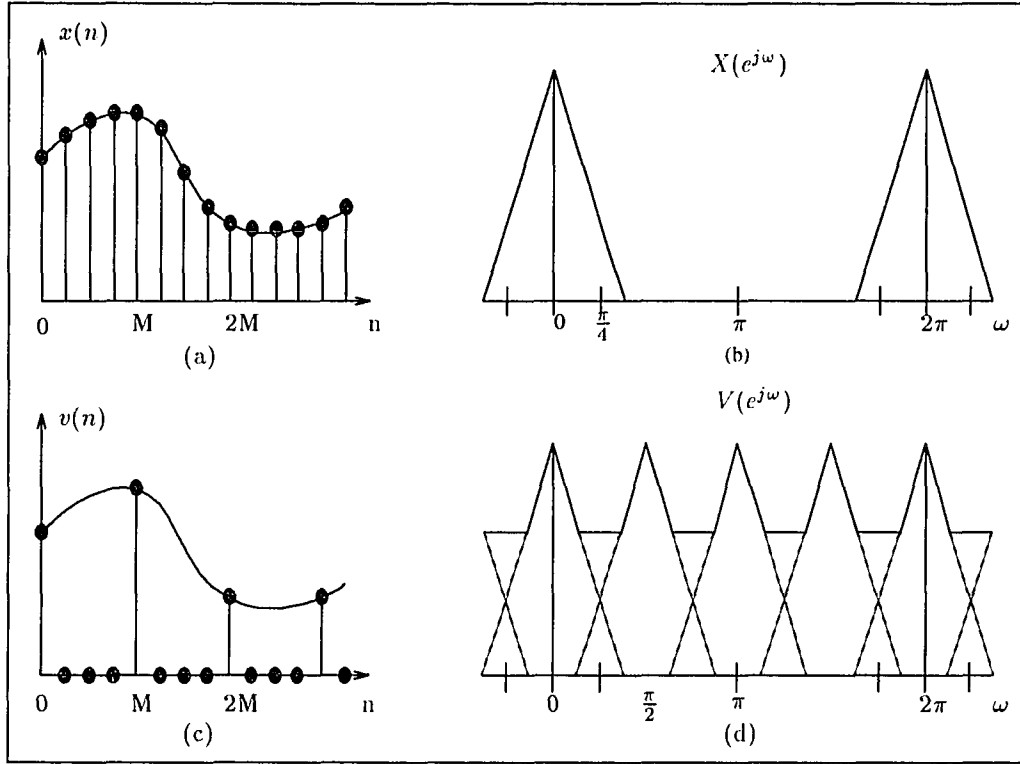 x(n)
0 M 2M n
(a)
X(e^{jω})
0 π/4 π 2π ω
(b)
v(n)
0 M 2M n
(c)
V(e^{jω})
0 π/2 π 2π ω
(d)